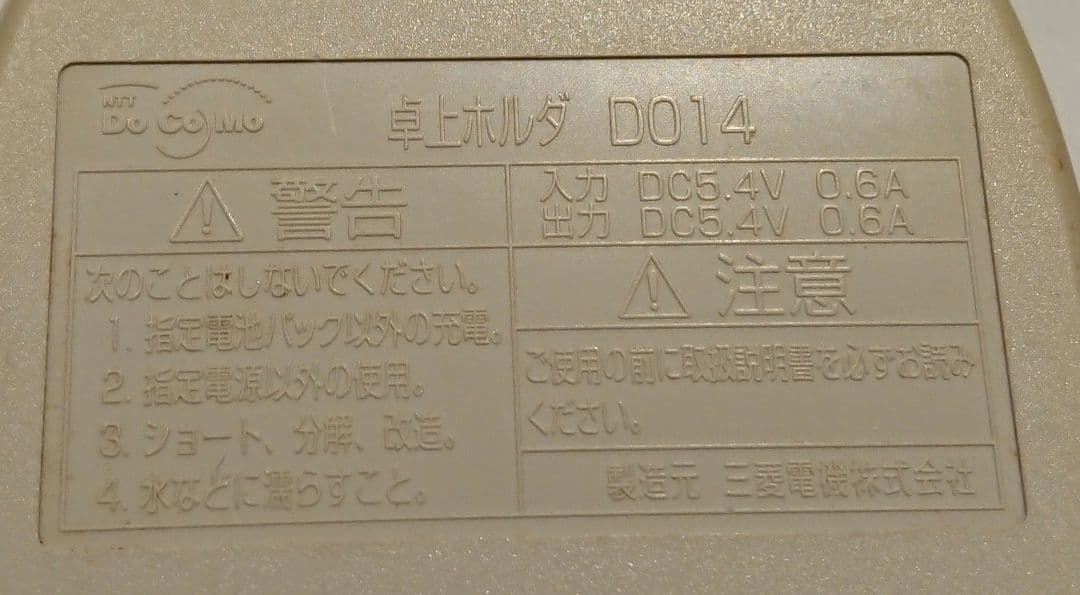 NTT
DoCoMo
卓上ホルダ D014
警告
次のことはしないでください。
1. 指定電池パック以外の充電。
2. 指定電源以外の使用。
3. ショート、分解、改造。
4. 水などに濡らすこと。
入力 DC5.4V 0.6A
出力 DC5.4V 0.6A
注意
ご使用の前に取扱説明書を必ずお読み
ください。
製造元 三菱電機株式会社